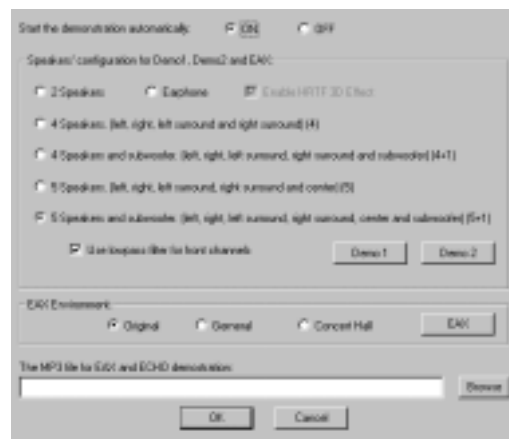 Start the demonstration automatically: ON OFF
Speakers' configuration for Demo1, Demo2 and EAX:
2 Speakers Earphone Enable HRTF 3D Effect
4 Speakers. (left, right, left surround and right surround) (4)
4 Speakers and subwoofer. (left, right, left surround, right surround and subwoofer) (4+1)
5 Speakers. (left, right, left surround, right surround and center) (5)
5 Speakers and subwoofer. (left, right, left surround, right surround, center and subwoofer) (5+1)
Use lowpass filter for front channels Demo 1 Demo 2
EAX Environment:
Original General Concert Hall EAX
The MP3 file for EAX and ECHO demonstration:
Browse
OK Cancel